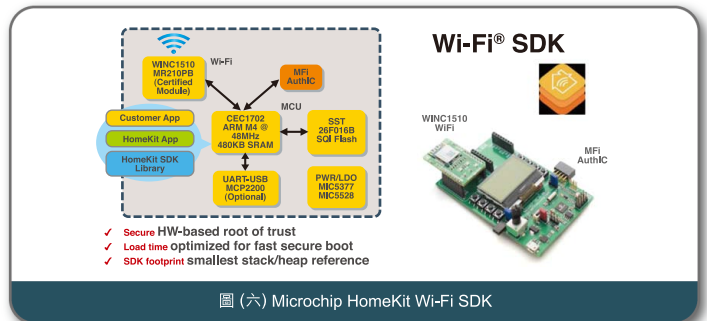 Wi-Fi® SDK
WINC1510
MR210PB
(Certified
Module)
Wi-Fi
MFi
AuthIC
MCU
Customer App
HomeKit App
HomeKit SDK
Library
CEC1702
ARM M4 @
48MHz
480KB SRAM
SST
26F016B
SQI Flash
UART-USB
MCP2200
(Optional)
PWR/LDO
MIC5377
MIC5528
✓ Secure HW-based root of trust
✓ Load time optimized for fast secure boot
✓ SDK footprint smallest stack/heap reference
WINC1510
WiFi
MFi
AuthIC
圖 (六) Microchip HomeKit Wi-Fi SDK